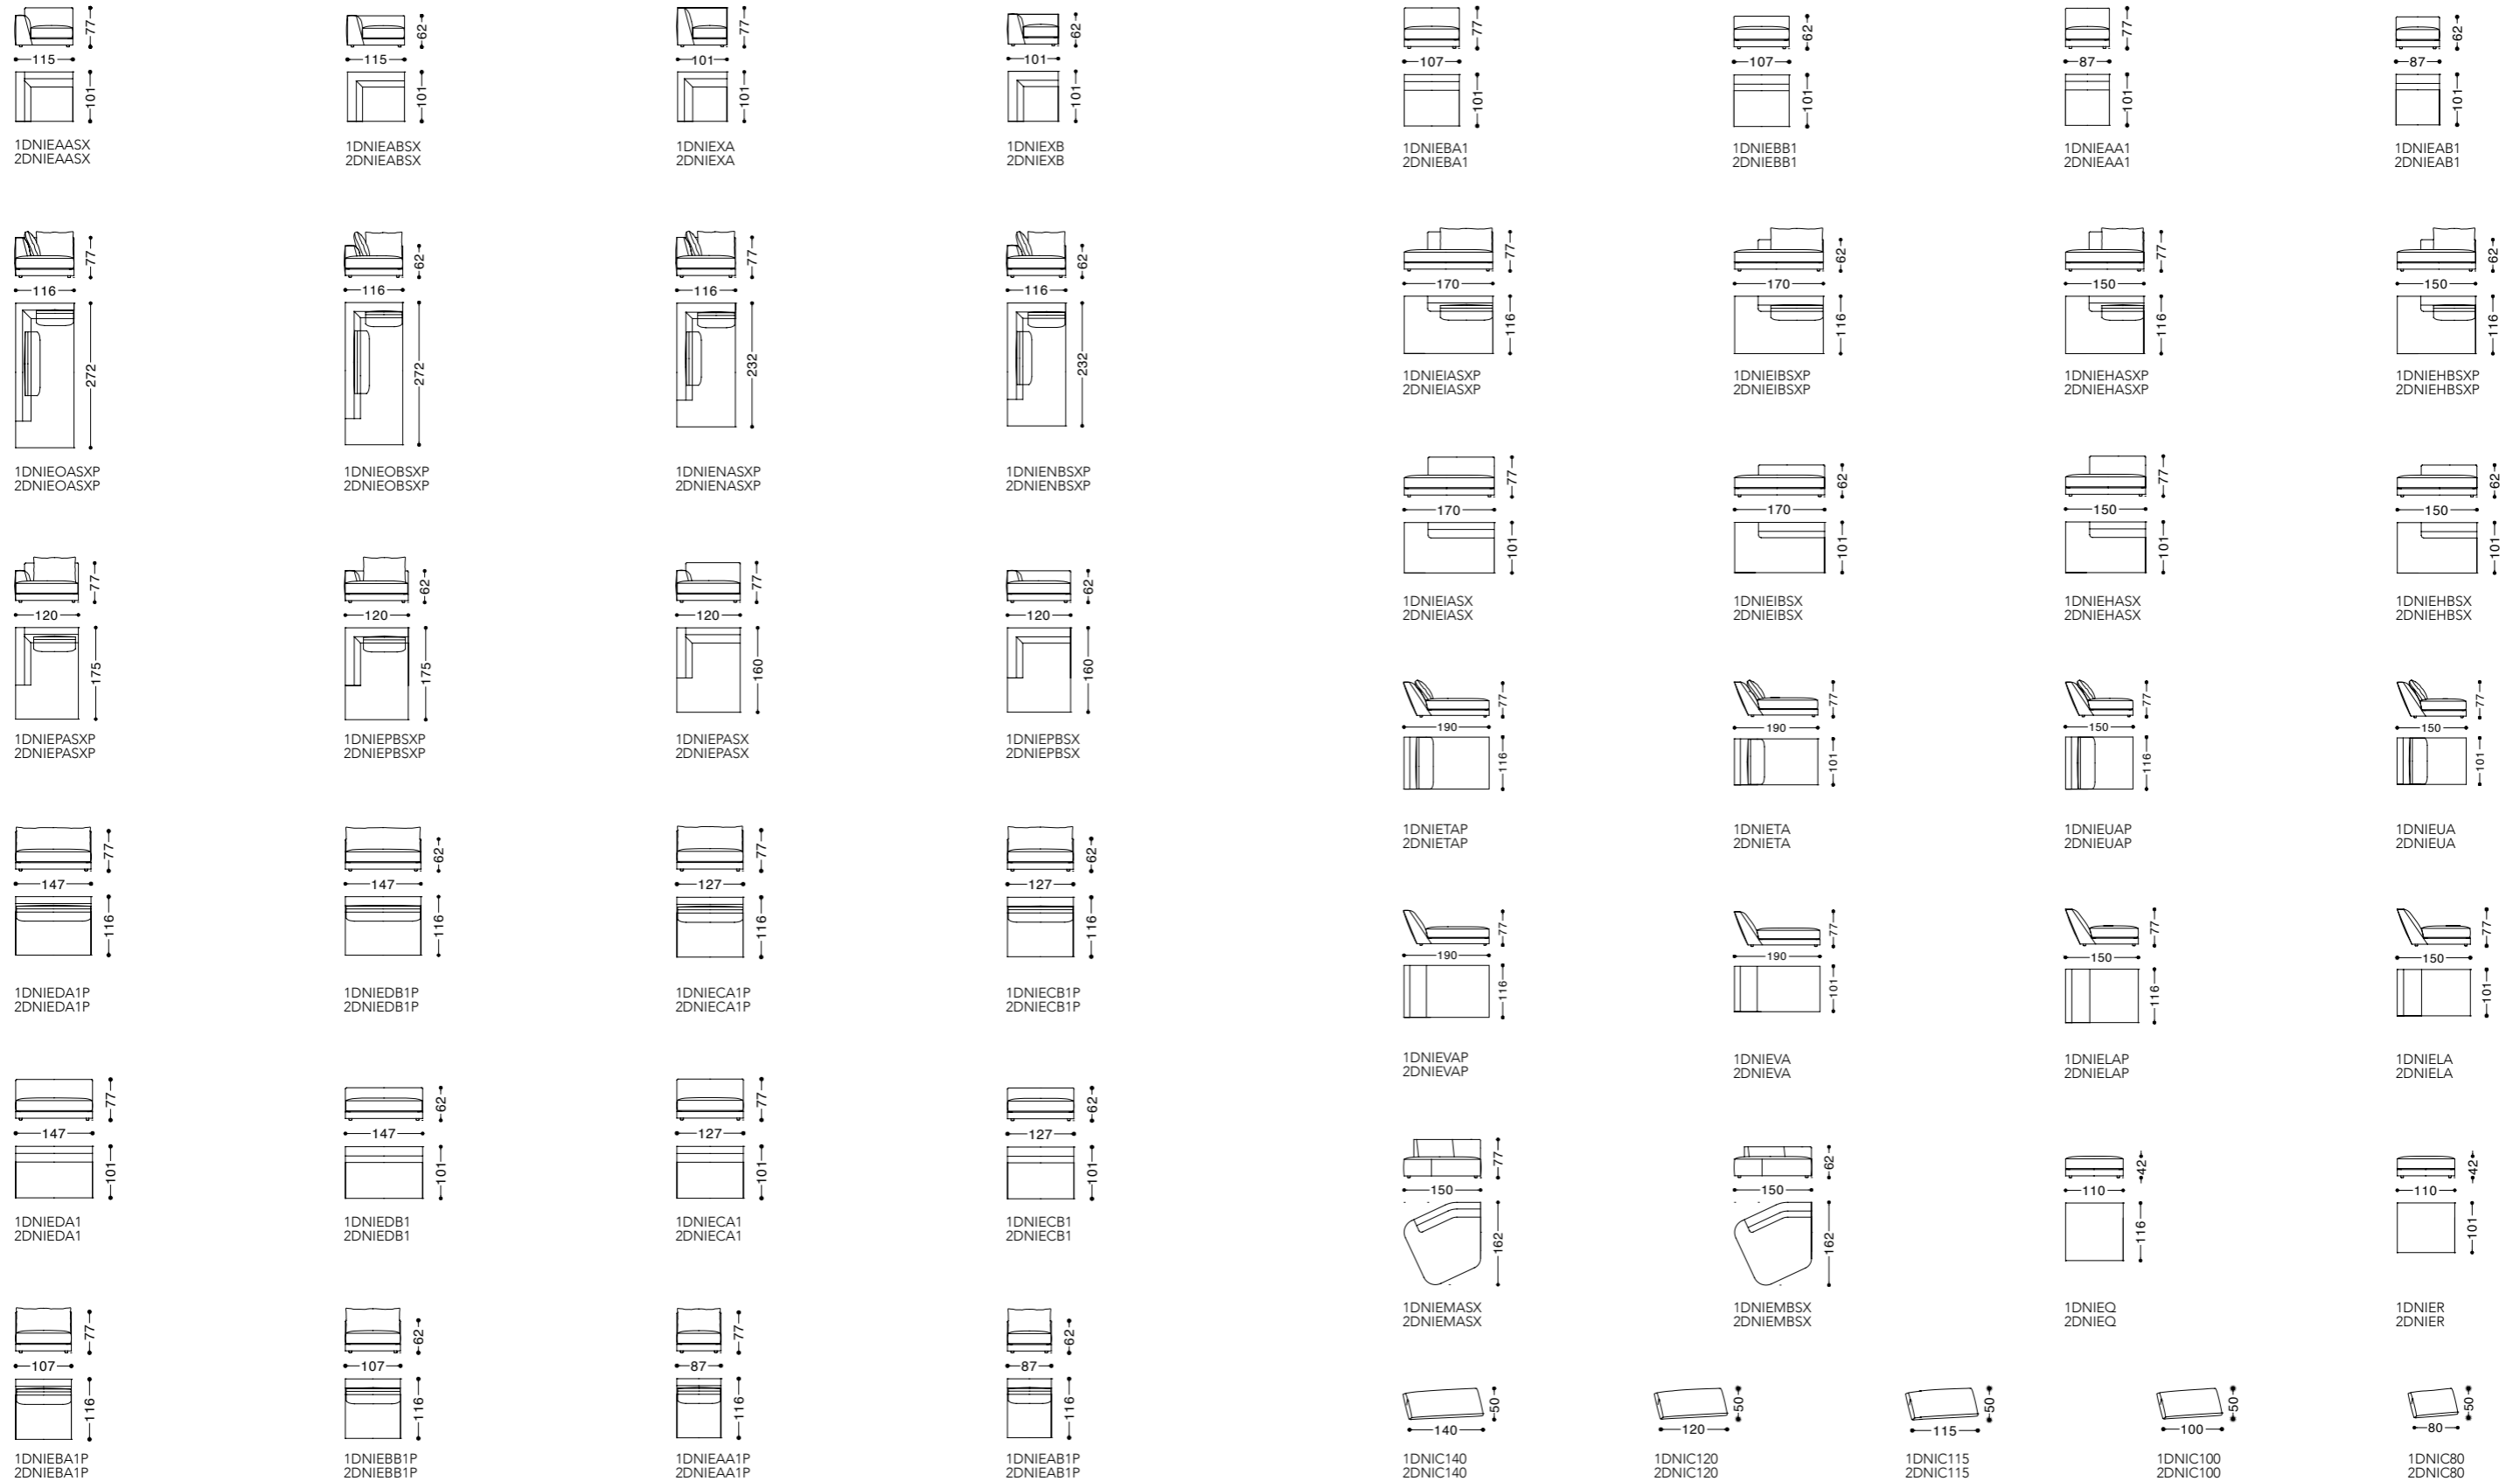 77
115
101
1DNIEAASX
2DNIEAASX
62
115
101
1DNIEABSX
2DNIEABSX
77
101
101
1DNIEXA
2DNIEXA
62
101
101
1DNIEXB
2DNIEXB
116
77
272
1DNIEOASXP
2DNIEOASXP
116
62
272
1DNIEOBSXP
2DNIEOBSXP
116
77
232
1DNIENASXP
2DNIENASXP
116
62
232
1DNIENBSXP
2DNIENBSXP
77
120
175
1DNIEPASXP
2DNIEPASXP
62
120
175
1DNIEPBSXP
2DNIEPBSXP
77
120
160
1DNIEPASX
2DNIEPASX
62
120
160
1DNIEPBSX
2DNIEPBSX
77
147
116
1DNIEDA1P
2DNIEDA1P
62
147
116
1DNIEDB1P
2DNIEDB1P
77
127
116
1DNIECA1P
2DNIECA1P
62
127
116
1DNIECB1P
2DNIECB1P
77
147
101
1DNIEDA1
2DNIEDA1
62
147
101
1DNIEDB1
2DNIEDB1
77
127
101
1DNIECA1
2DNIECA1
62
127
101
1DNIECB1
2DNIECB1
77
107
116
1DNIEBA1P
2DNIEBA1P
62
107
116
1DNIEBB1P
2DNIEBB1P
77
87
116
1DNIEAA1P
2DNIEAA1P
62
87
116
1DNIEAB1P
2DNIEAB1P
77
107
101
1DNIEBA1
2DNIEBA1
62
107
101
1DNIEBB1
2DNIEBB1
77
87
101
1DNIEAA1
2DNIEAA1
62
87
101
1DNIEAB1
2DNIEAB1
77
170
116
1DNIEIASXP
2DNIEIASXP
62
170
116
1DNIEIBSXP
2DNIEIBSXP
77
150
116
1DNIEHASXP
2DNIEHASXP
62
150
116
1DNIEHBSXP
2DNIEHBSXP
77
170
101
1DNIEIASX
2DNIEIASX
62
170
101
1DNIEIBSX
2DNIEIBSX
77
150
101
1DNIEHASX
2DNIEHASX
62
150
101
1DNIEHBSX
2DNIEHBSX
77
190
116
1DNIETAP
2DNIETAP
77
190
101
1DNIETA
2DNIETA
77
150
116
1DNIEUAP
2DNIEUAP
77
150
101
1DNIEUA
2DNIEUA
77
190
116
1DNIEVAP
2DNIEVAP
77
190
101
1DNIEVA
2DNIEVA
77
150
116
1DNIELAP
2DNIELAP
77
150
101
1DNIELA
2DNIELA
77
150
162
1DNIEMASX
2DNIEMASX
62
150
162
1DNIEMBSX
2DNIEMBSX
42
110
116
1DNIEQ
2DNIEQ
42
110
101
1DNIER
2DNIER
50
140
1DNIC140
2DNIC140
50
120
1DNIC120
2DNIC120
50
115
1DNIC115
2DNIC115
50
100
1DNIC100
2DNIC100
50
80
1DNIC80
2DNIC80